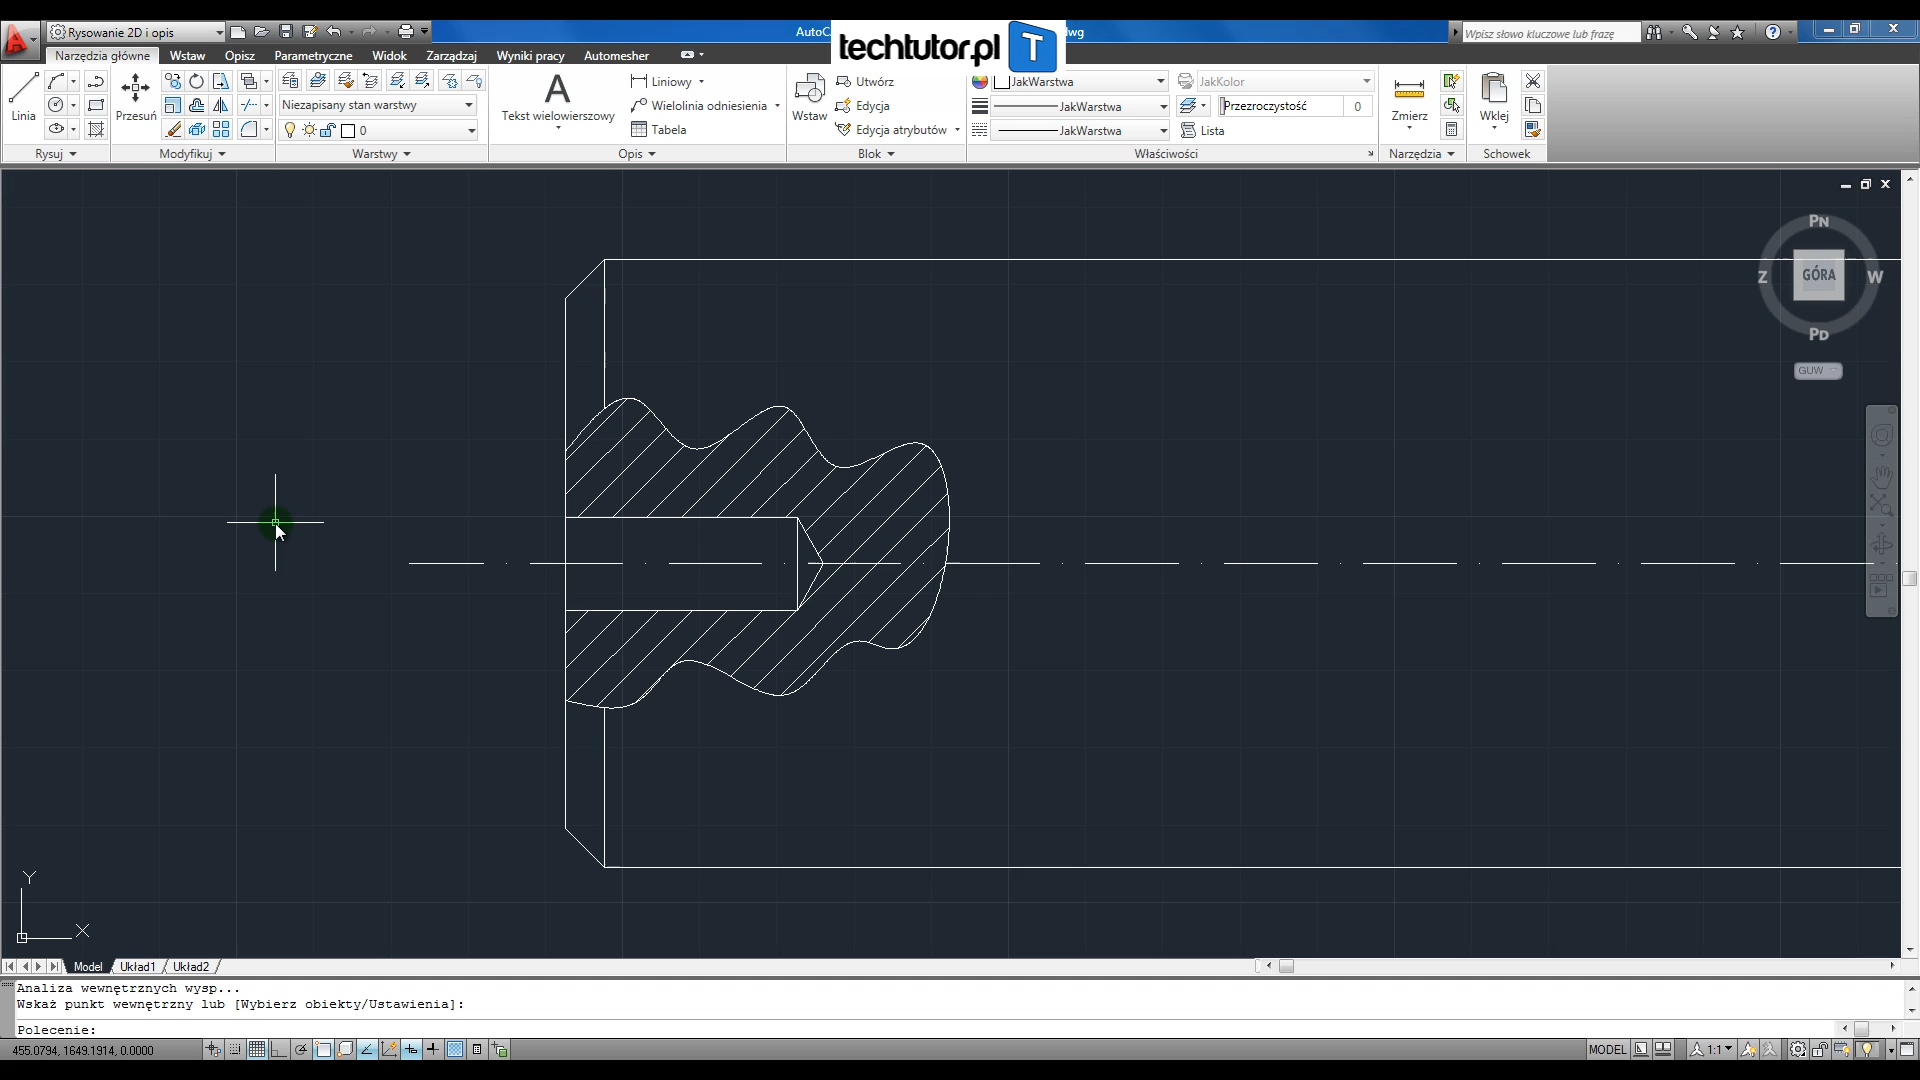 Rysowanie 2D i opis
AutoCA
techtutor.pl
T
wg
Wpisz słowo kluczowe lub frazę
Narzędzia główne
Wstaw
Opisz
Parametryczne
Widok
Zarządzaj
Wyniki pracy
Automesher
Linia
Przesuń
Niezapisany stan warstwy
0
A
Tekst wielowierszowy
Liniowy
Wielolinia odniesienia
Tabela
Wstaw
Utwórz
Edycja
Edycja atrybutów
JakWarstwa
JakWarstwa
JakWarstwa
JakKolor
Przezroczystość 0
Lista
Zmierz
Wklej
Rysuj
Modyfikuj
Warstwy
Opis
Blok
Właściwości
Narzędzia
Schowek
PN
Z
GÓRA
W
PD
GUW
Y
X
Model
Układ1
Układ2
Analiza wewnętrznych wysp...
Wskaż punkt wewnętrzny lub [Wybierz obiekty/Ustawienia]:
Polecenie:
455.0794, 1649.1914, 0.0000
MODEL
1:1